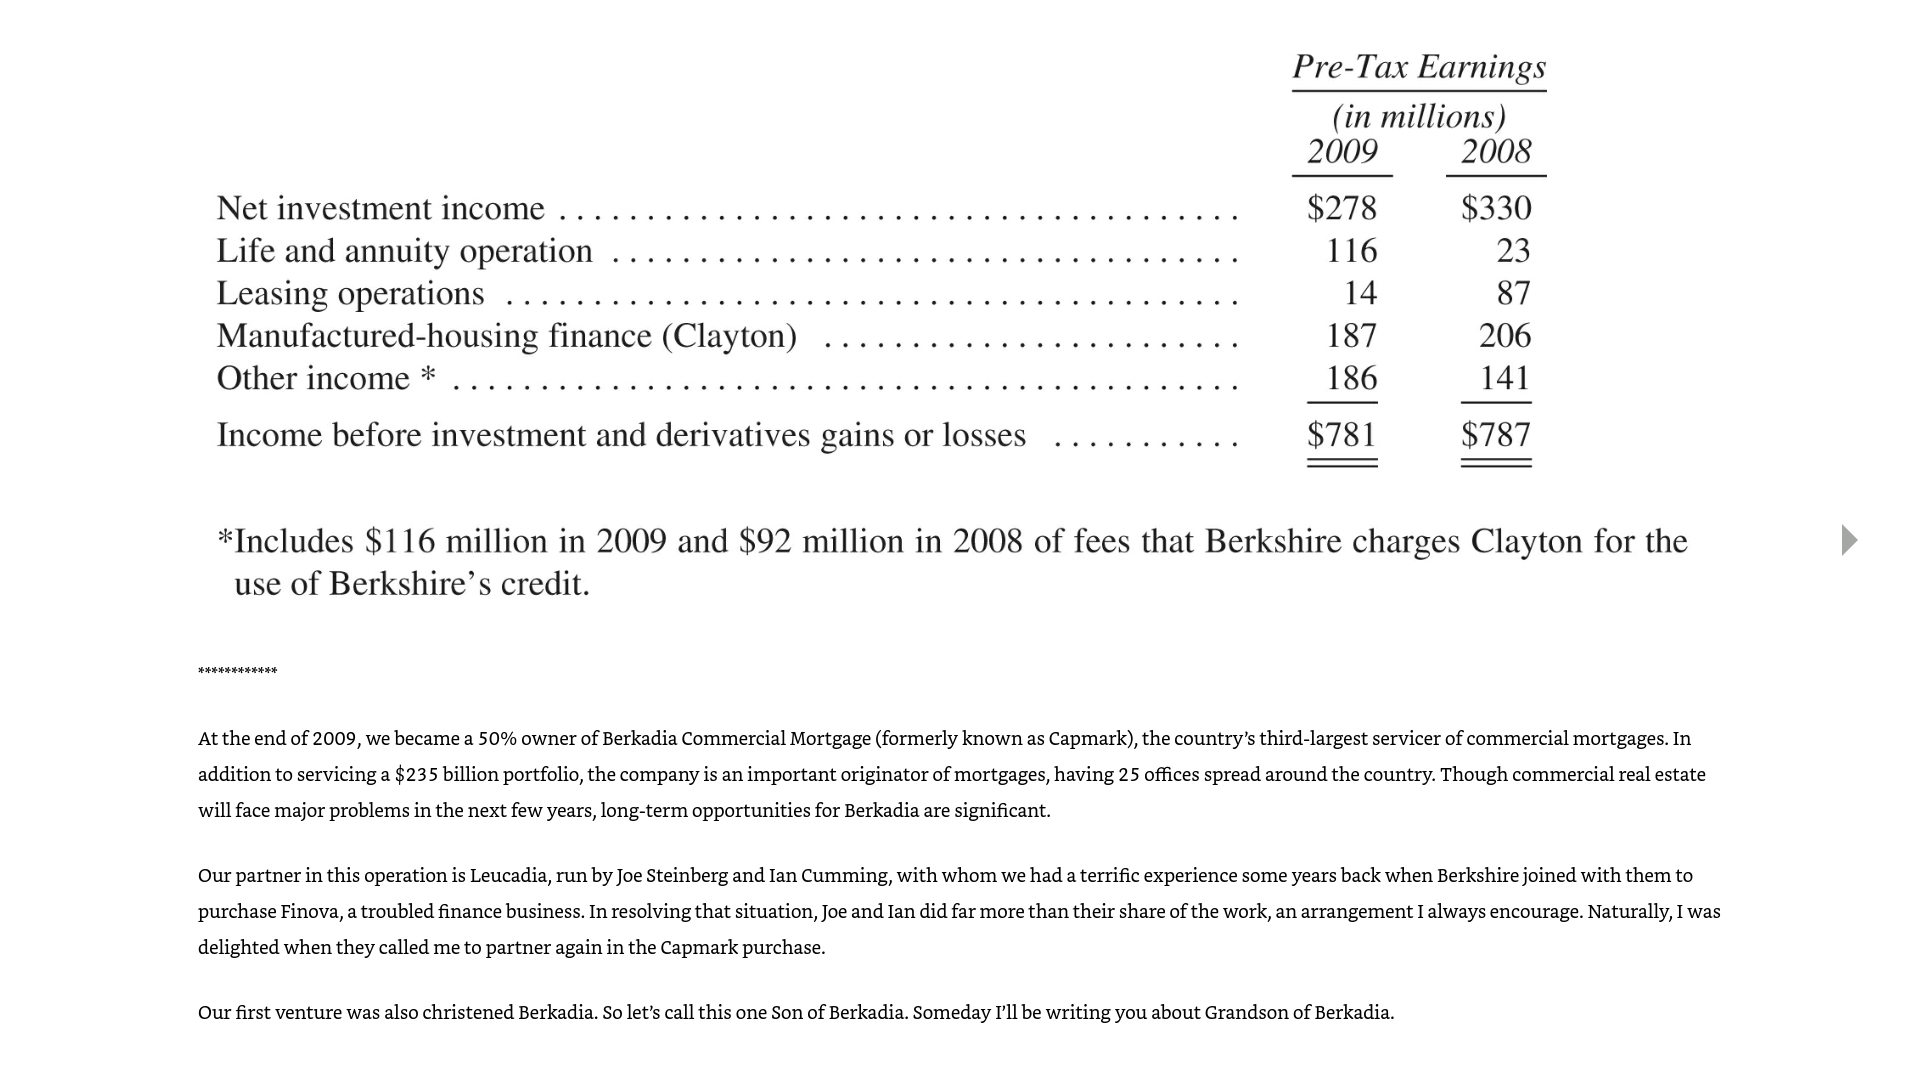 Pre-Tax Earnings
(in millions)
2009 2008
Net investment income . . . . . . . . . . . . . . . . . . . . . . . . . . . . . . . . . . . . . . . $278 $330
Life and annuity operation . . . . . . . . . . . . . . . . . . . . . . . . . . . . . . . . . . . . 116 23
Leasing operations . . . . . . . . . . . . . . . . . . . . . . . . . . . . . . . . . . . . . . . . . . 14 87
Manufactured-housing finance (Clayton) . . . . . . . . . . . . . . . . . . . . . . . . 187 206
Other income * . . . . . . . . . . . . . . . . . . . . . . . . . . . . . . . . . . . . . . . . . . . . . 186 141
Income before investment and derivatives gains or losses . . . . . . . . . . . $781 $787
*Includes $116 million in 2009 and $92 million in 2008 of fees that Berkshire charges Clayton for the
use of Berkshire’s credit.
************
At the end of 2009, we became a 50% owner of Berkadia Commercial Mortgage (formerly known as Capmark), the country’s third-largest servicer of commercial mortgages. In
addition to servicing a $235 billion portfolio, the company is an important originator of mortgages, having 25 offices spread around the country. Though commercial real estate
will face major problems in the next few years, long-term opportunities for Berkadia are significant.
Our partner in this operation is Leucadia, run by Joe Steinberg and Ian Cumming, with whom we had a terrific experience some years back when Berkshire joined with them to
purchase Finova, a troubled finance business. In resolving that situation, Joe and Ian did far more than their share of the work, an arrangement I always encourage. Naturally, I was
delighted when they called me to partner again in the Capmark purchase.
Our first venture was also christened Berkadia. So let’s call this one Son of Berkadia. Someday I’ll be writing you about Grandson of Berkadia.